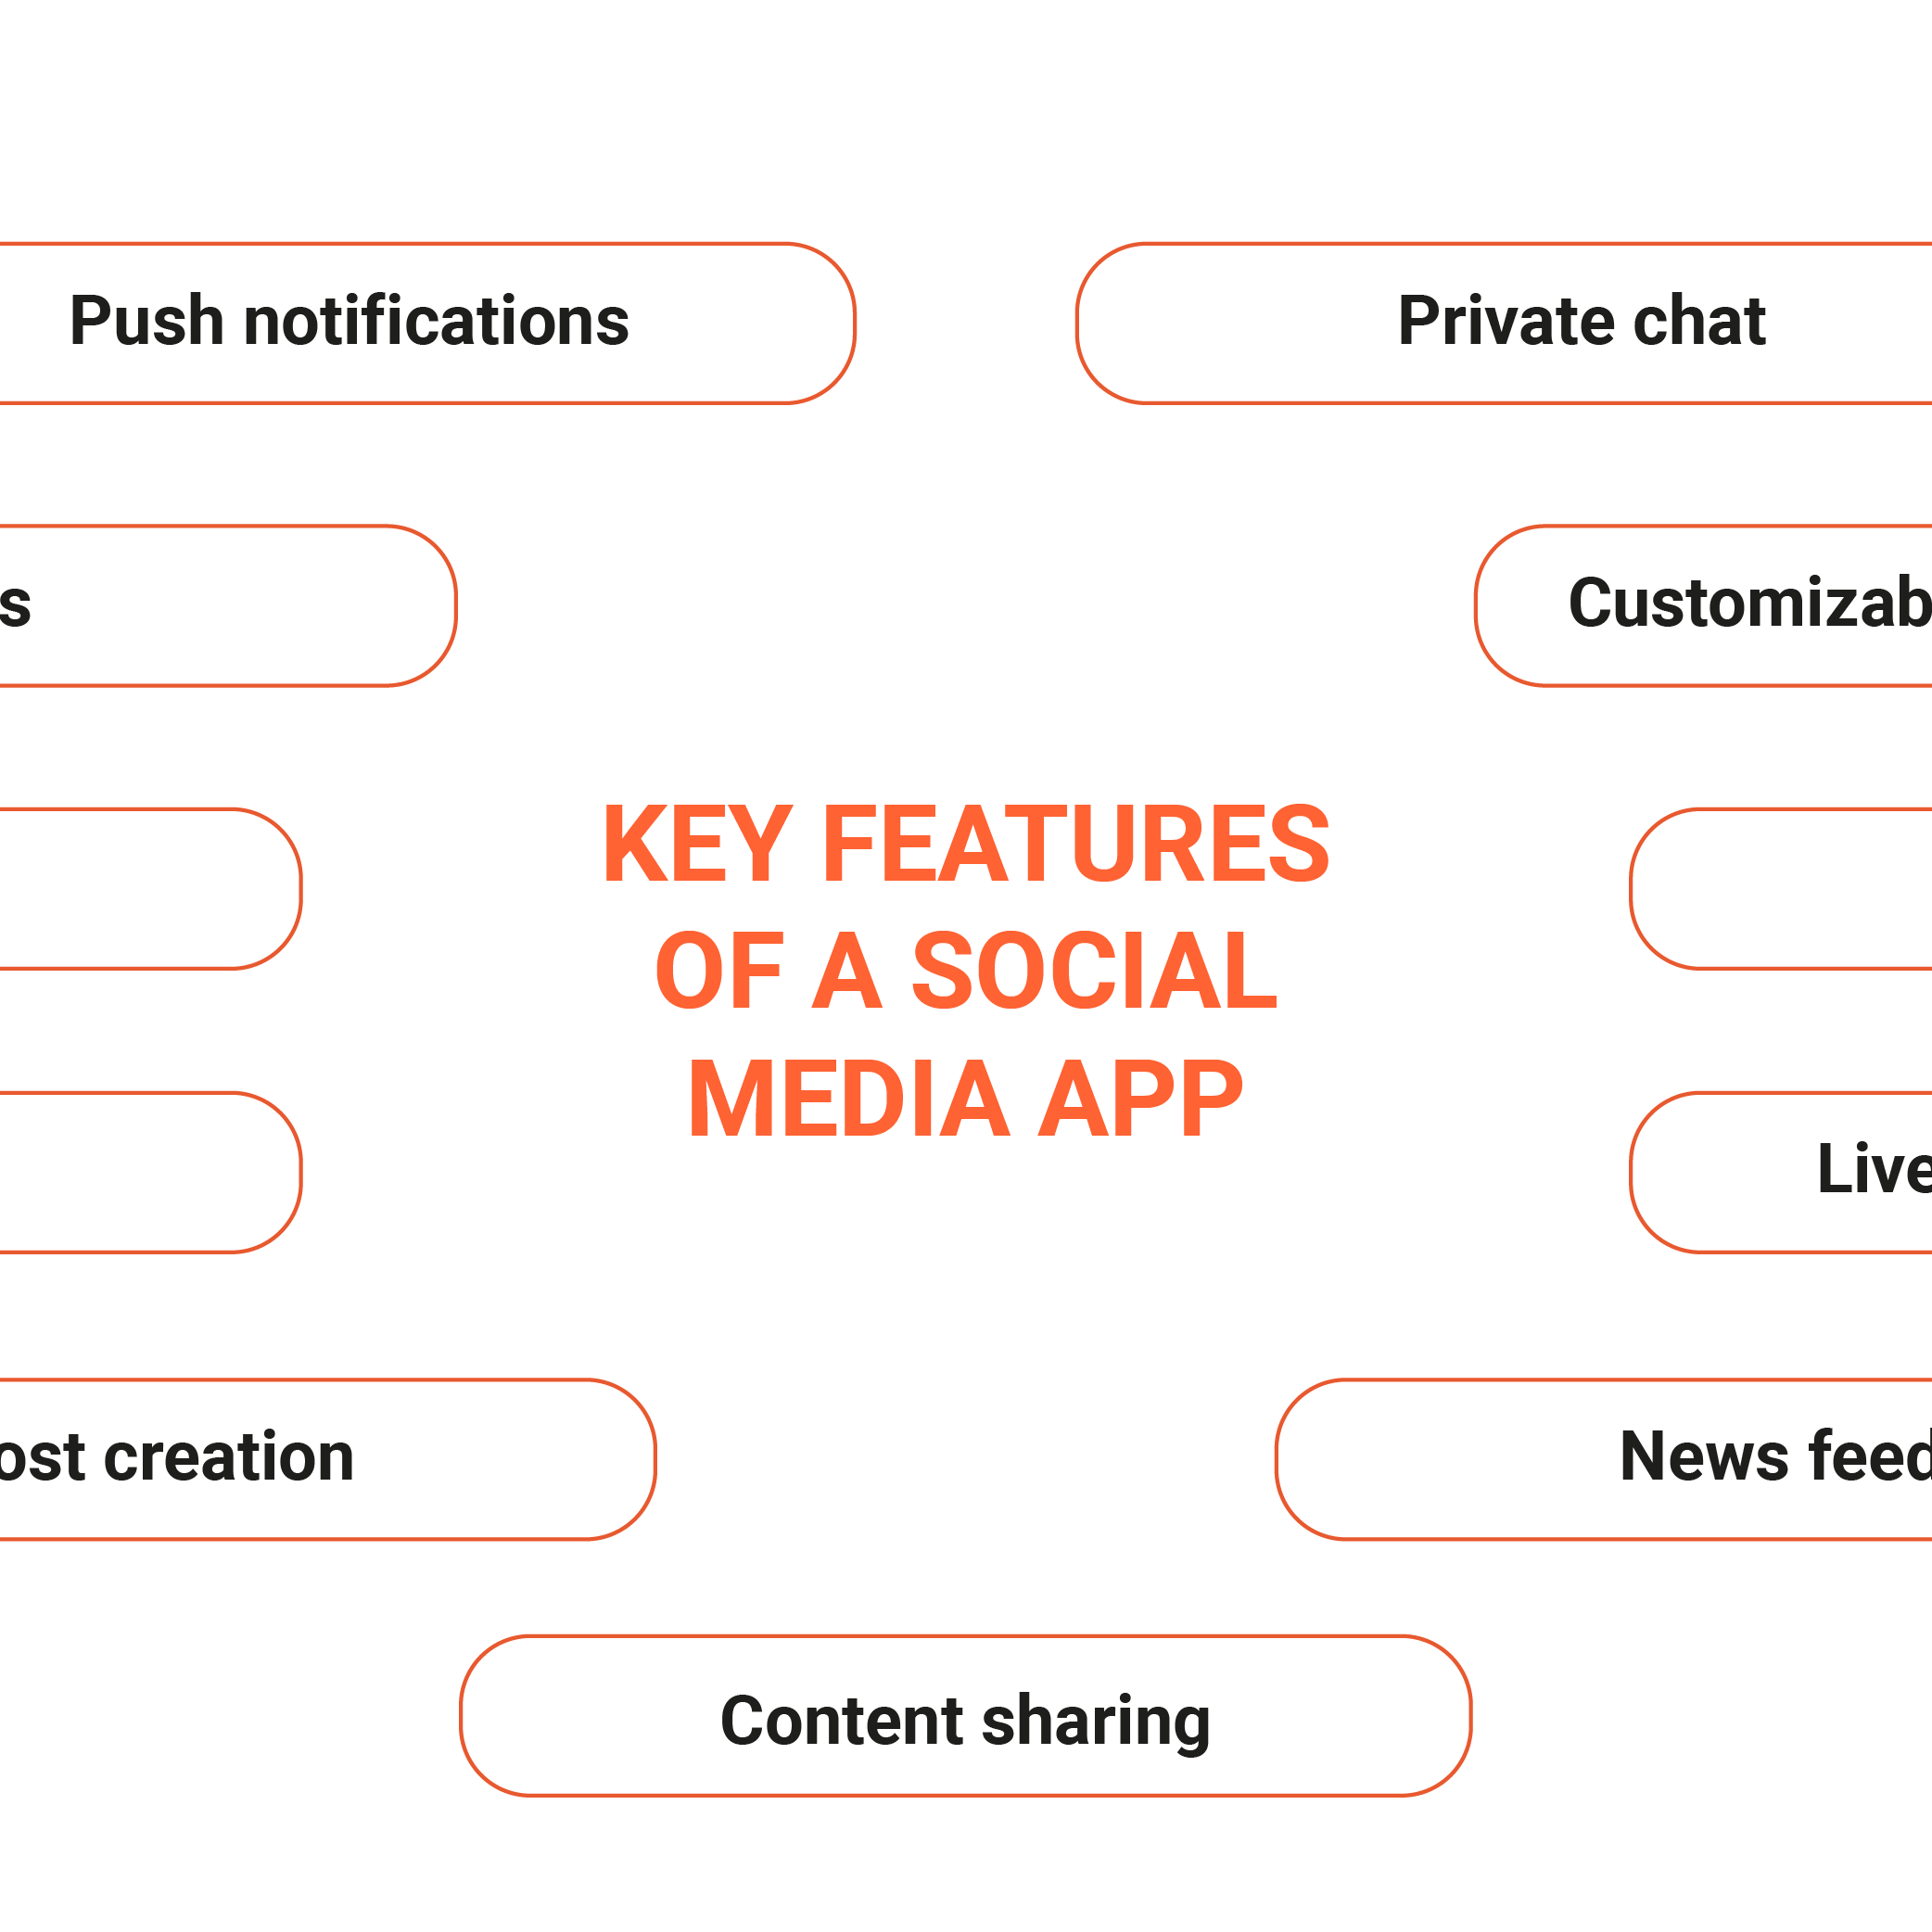 Push notifications
Private chat
s
Customizab
KEY FEATURES
OF A SOCIAL
MEDIA APP
Live
ost creation
News feed
Content sharing